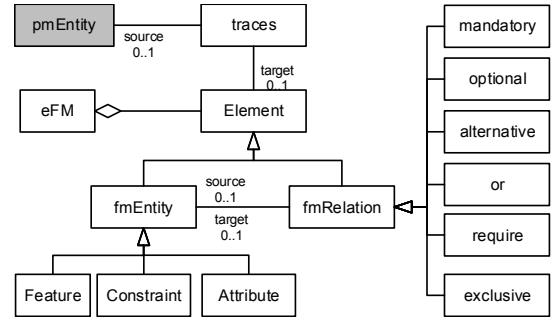 pmEntity
source
0..1
traces
mandatory
target
0..1
optional
eFM
Element
alternative
or
fmEntity
source
0..1
target
0..1
fmRelation
require
Feature
Constraint
Attribute
exclusive